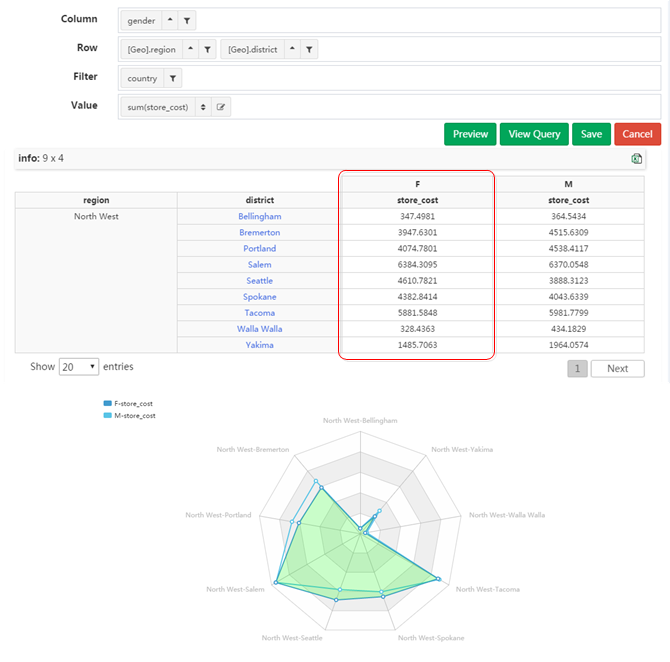 Column gender
Row [Geo].region [Geo].district
Filter country
Value sum(store_cost)
Preview View Query Save Cancel
info: 9 x 4
F M
region district store_cost store_cost
North West Bellingham 347.4981 364.5434
Bremerton 3947.6301 4515.6309
Portland 4074.7801 4538.4117
Salem 6384.3095 6370.0548
Seattle 4610.7821 3888.3123
Spokane 4382.8414 4043.6339
Tacoma 5881.5848 5981.7799
Walla Walla 328.4363 434.1829
Yakima 1485.7063 1964.0574
Show 20 entries 1 Next
F-store_cost
M-store_cost
North West-Bellingham
North West-Bremerton North West-Yakima
North West-Portland North West-Walla Walla
North West-Salem North West-Tacoma
North West-Seattle North West-Spokane